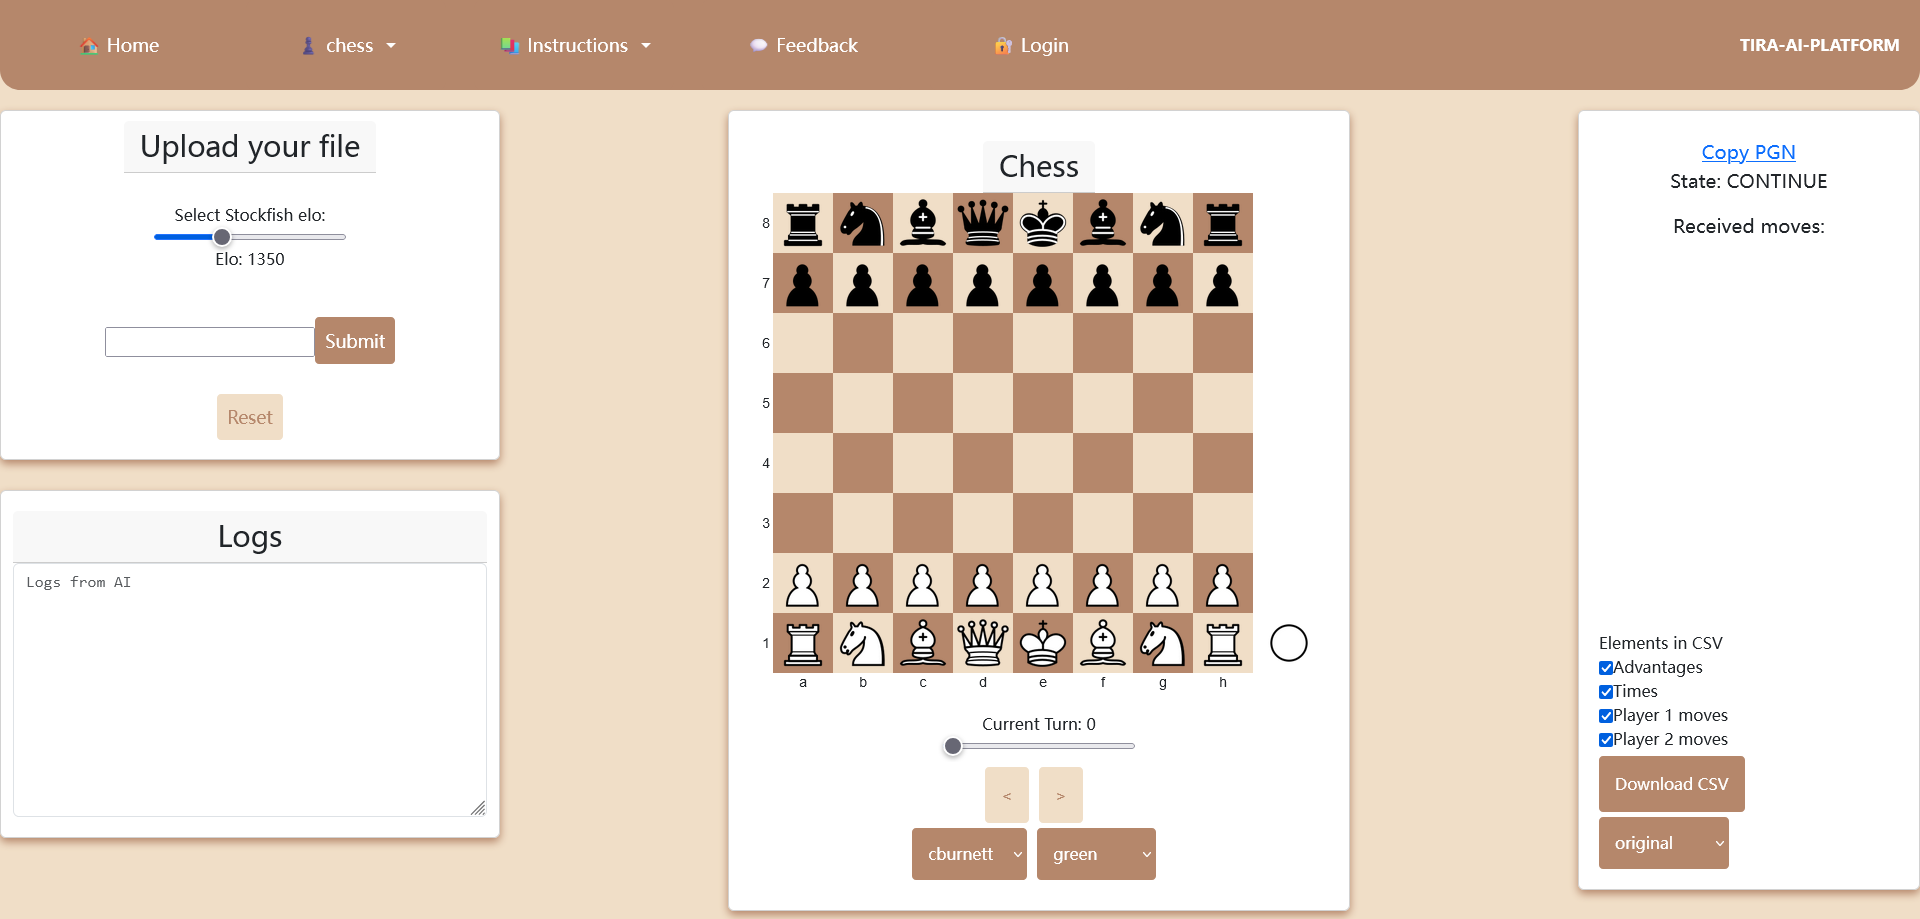 Home
chess
Instructions
Feedback
Login
TIRA-AI-PLATFORM
Upload your file
Select Stockfish elo:
Elo: 1350
Submit
Reset
Logs
Logs from AI
Chess
8
7
6
5
4
3
2
1
a b c d e f g h
Current Turn: 0
< >
cburnett green
Copy PGN
State: CONTINUE
Received moves:
Elements in CSV
Advantages
Times
Player 1 moves
Player 2 moves
Download CSV
original